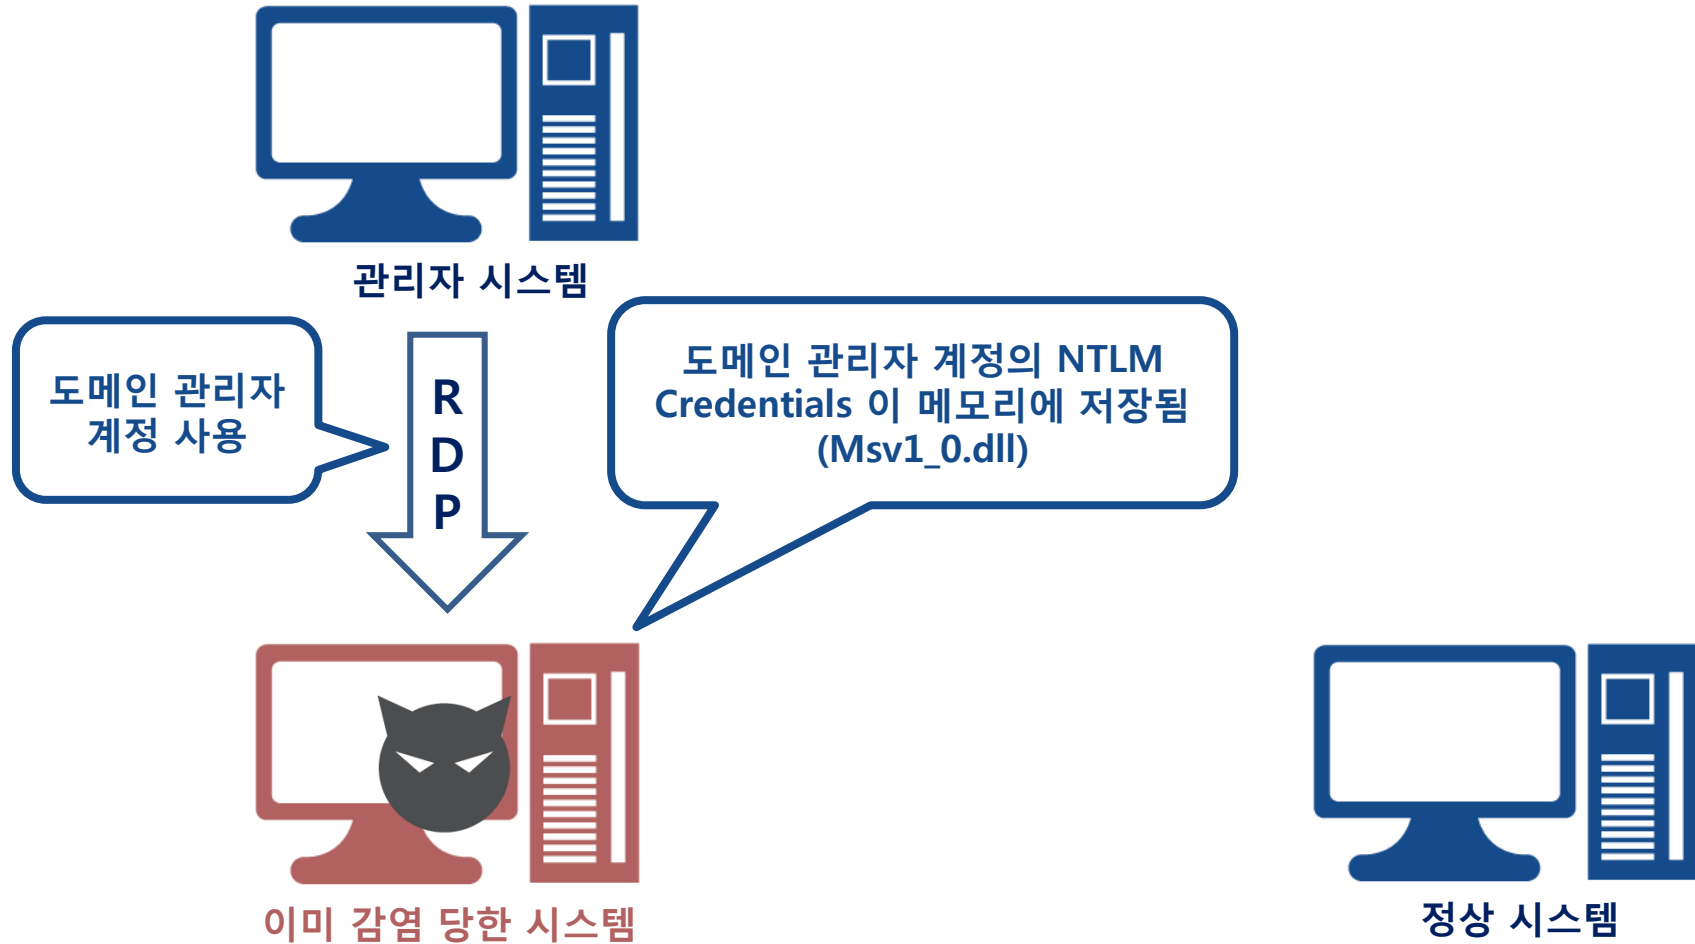 관리자 시스템
도메인 관리자
계정 사용
R
D
P
도메인 관리자 계정의 NTLM
Credentials 이 메모리에 저장됨
(Msv1_0.dll)
이미 감염 당한 시스템
정상 시스템